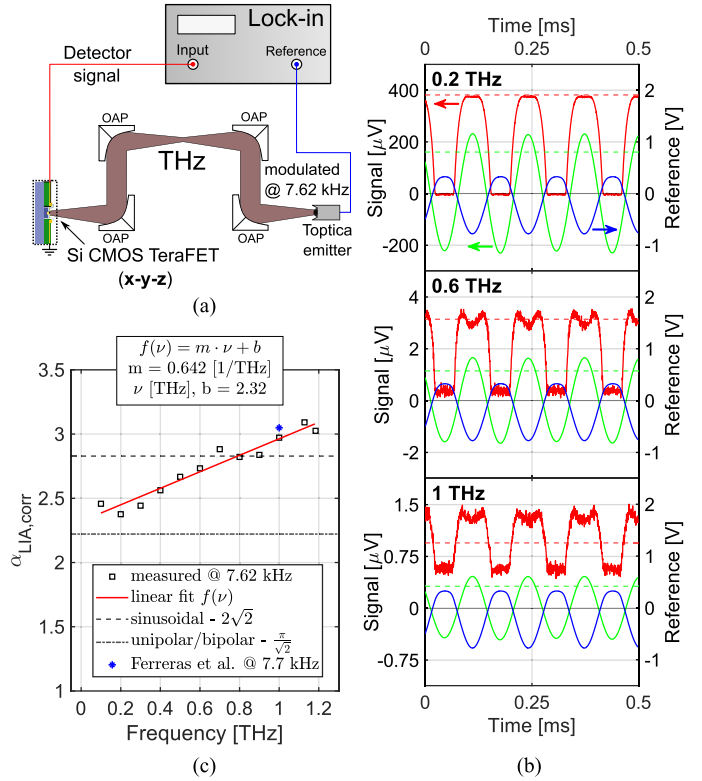 Lock-in
Input
Reference
Detector
signal
OAP
OAP
THz
modulated
@ 7.62 kHz
OAP
OAP
Toptica
emitter
Si CMOS TeraFET
(x-y-z)
(a)
Time [ms]
0 0.25 0.5
0.2 THz
400
200
0
-200
Signal [μV]
2
1
0
-1
Reference [V]
0.6 THz
4
2
0
-2
Signal [μV]
2
1
0
-1
Reference [V]
1 THz
1.5
0.75
0
-0.75
Signal [μV]
2
1
0
-1
Reference [V]
0 0.25 0.5
Time [ms]
(b)
f(ν) = m · ν + b
m = 0.642 [1/THz]
ν [THz], b = 2.32
3.5
3
2.5
2
1.5
1
α_LIA,corr
measured @ 7.62 kHz
linear fit f(ν)
sinusoidal - 2√2
unipolar/bipolar - π/√2
Ferreras et al. @ 7.7 kHz
0 0.2 0.4 0.6 0.8 1 1.2
Frequency [THz]
(c)